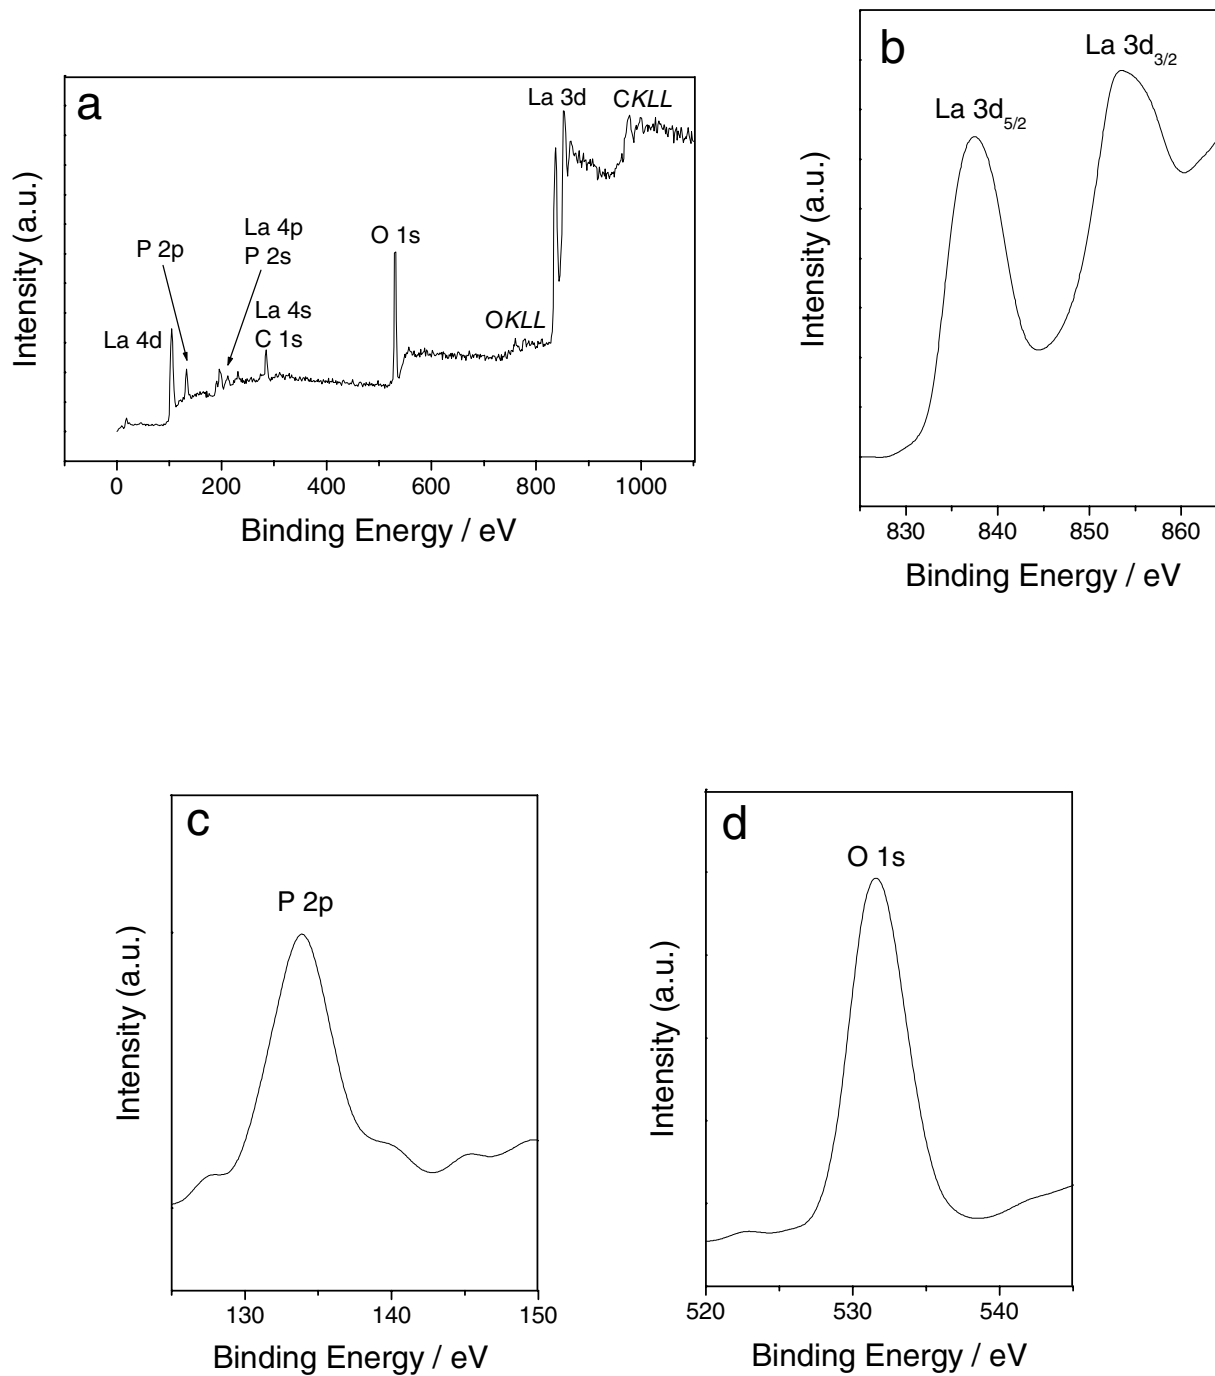 a
La 3d
CKLL
La 4p
P 2p
P 2s
O 1s
La 4s
OKLL
La 4d
C 1s
Intensity (a.u.)
0
200
400
600
800
1000
Binding Energy / eV
b
La 3d3/2
La 3d5/2
Intensity (a.u.)
830
840
850
860
Binding Energy / eV
c
P 2p
Intensity (a.u.)
130
140
150
Binding Energy / eV
d
O 1s
Intensity (a.u.)
520
530
540
Binding Energy / eV